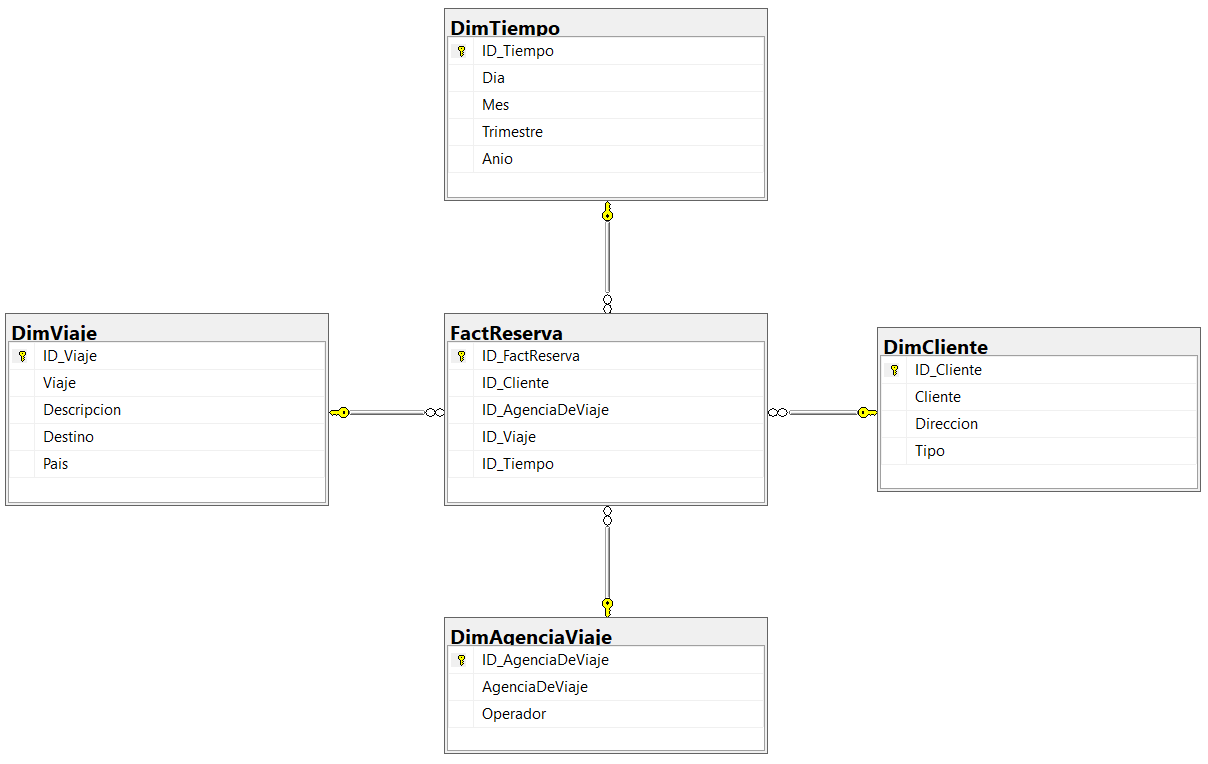 DimTiempo
ID_Tiempo
Dia
Mes
Trimestre
Anio
DimViaje
ID_Viaje
Viaje
Descripcion
Destino
Pais
FactReserva
ID_FactReserva
ID_Cliente
ID_AgenciaDeViaje
ID_Viaje
ID_Tiempo
DimCliente
ID_Cliente
Cliente
Direccion
Tipo
DimAgenciaViaje
ID_AgenciaDeViaje
AgenciaDeViaje
Operador